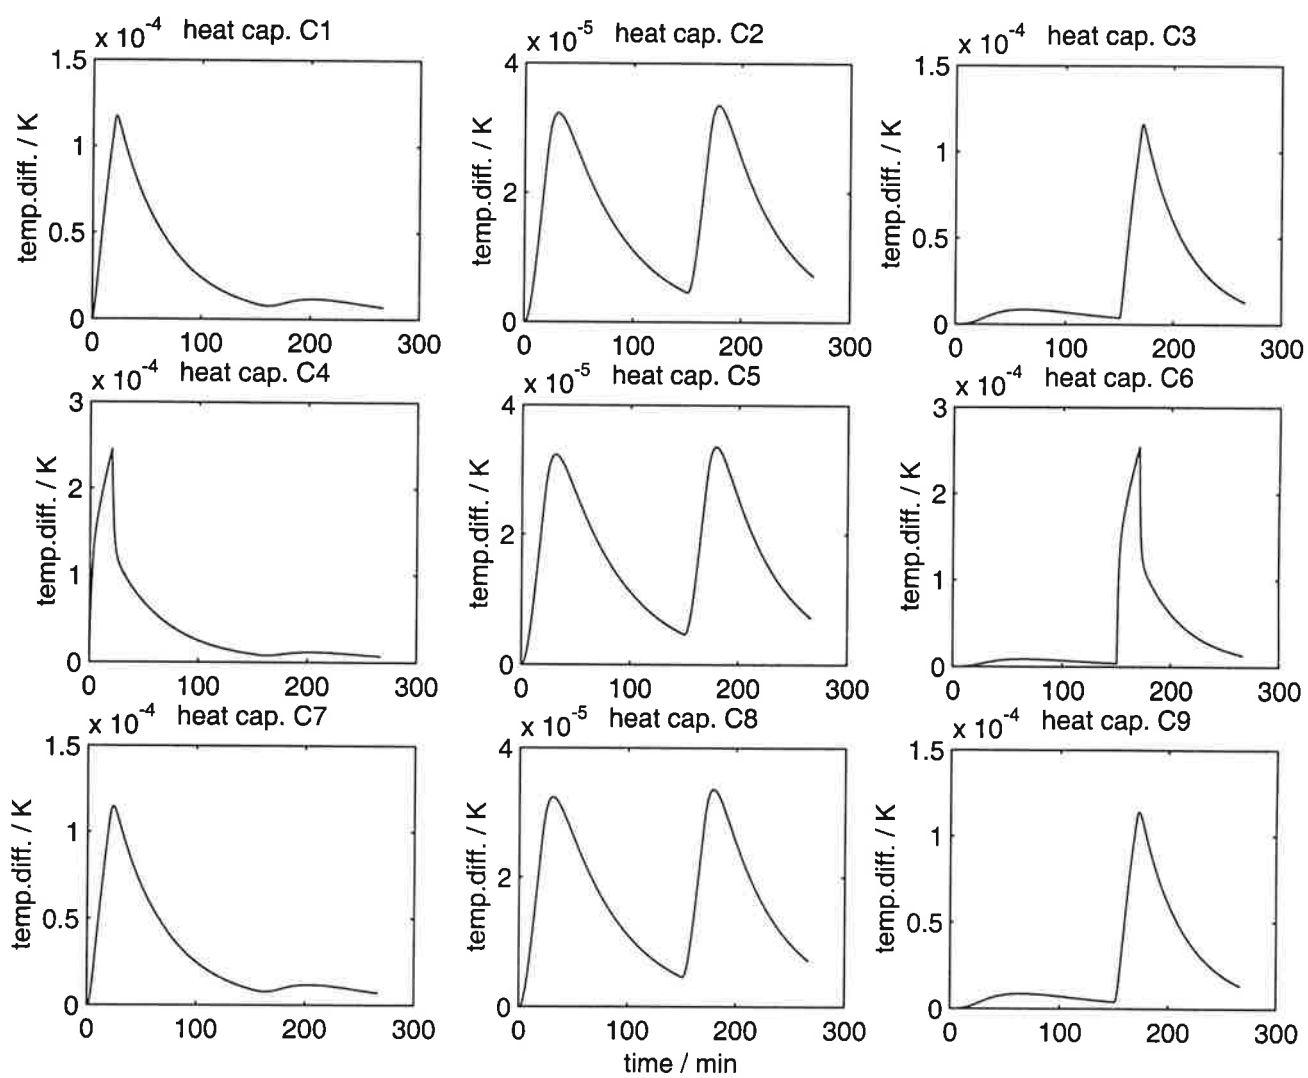 x 10⁻⁴ heat cap. C1
1.5
1
0.5
0
temp.diff. / K
0 100 200 300
x 10⁻⁵ heat cap. C2
4
2
0
temp.diff. / K
0 100 200 300
x 10⁻⁴ heat cap. C3
1.5
1
0.5
0
temp.diff. / K
0 100 200 300
x 10⁻⁴ heat cap. C4
3
2
1
0
temp.diff. / K
0 100 200 300
x 10⁻⁵ heat cap. C5
4
2
0
temp.diff. / K
0 100 200 300
x 10⁻⁴ heat cap. C6
3
2
1
0
temp.diff. / K
0 100 200 300
x 10⁻⁴ heat cap. C7
1.5
1
0.5
0
temp.diff. / K
0 100 200 300
x 10⁻⁵ heat cap. C8
4
2
0
temp.diff. / K
0 100 200 300
time / min
x 10⁻⁴ heat cap. C9
1.5
1
0.5
0
temp.diff. / K
0 100 200 300